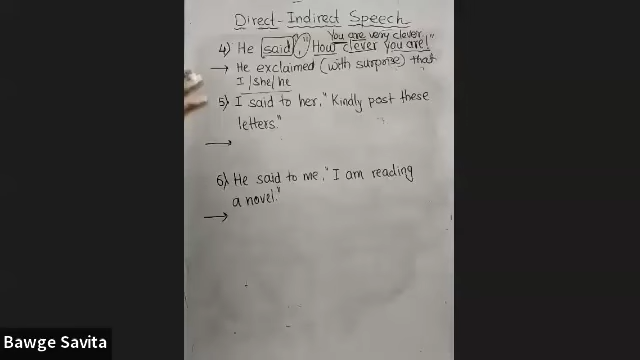 Direct-Indirect Speech
You are very clever
4) He said, "How clever you are!"
→ He exclaimed (with surprise) that
I /she/ he
5) I said to her, "Kindly post these
letters."
→
6) He said to me, "I am reading
a novel."
→
Bawge Savita